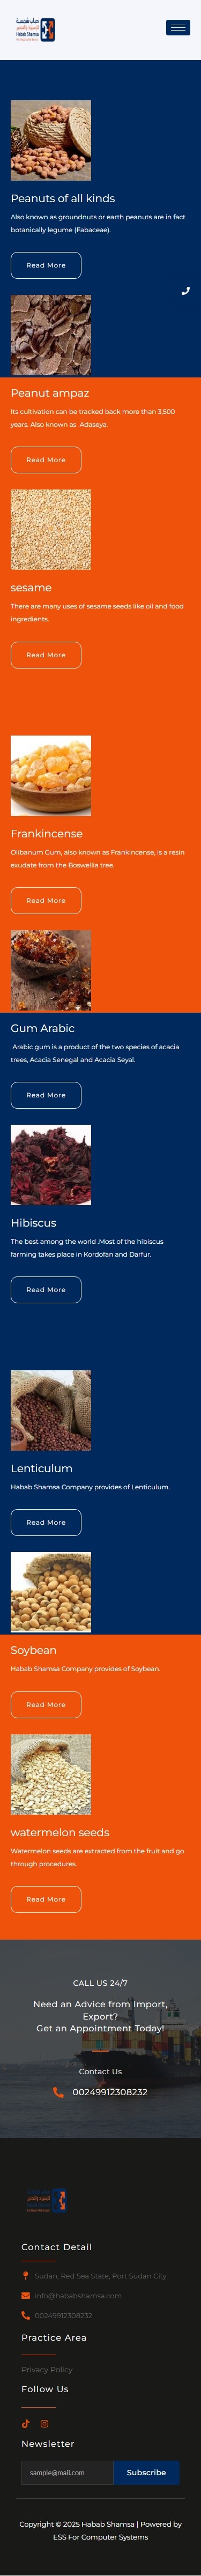 Habab Shamsa
Peanuts of all kinds
Also known as groundnuts or earth peanuts are in fact
botanically legume (Fabaceae).
Read More
Peanut ampaz
Its cultivation can be tracked back more than 3,500
years. Also known as  Adaseya.
Read More
sesame
There are many uses of sesame seeds like oil and food
ingredients.
Read More
Frankincense
Olibanum Gum, also known as Frankincense, is a resin
exudate from the Boswellia tree.
Read More
Gum Arabic
Arabic gum is a product of the two species of acacia
trees, Acacia Senegal and Acacia Seyal.
Read More
Hibiscus
The best among the world .Most of the hibiscus
farming takes place in Kordofan and Darfur.
Read More
Lenticulum
Habab Shamsa Company provides of Lenticulum.
Read More
Soybean
Habab Shamsa Company provides of Soybean.
Read More
watermelon seeds
Watermelon seeds are extracted from the fruit and go
through procedures.
Read More
CALL US 24/7
Need an Advice from Import,
Export?
Get an Appointment Today!
Contact Us
00249912308232
Contact Detail
Sudan, Red Sea State, Port Sudan City
info@hababshamsa.com
00249912308232
Practice Area
Privacy Policy
Follow Us
Newsletter
sample@mail.com
Subscribe
Copyright © 2025 Habab Shamsa | Powered by
ESS For Computer Systems